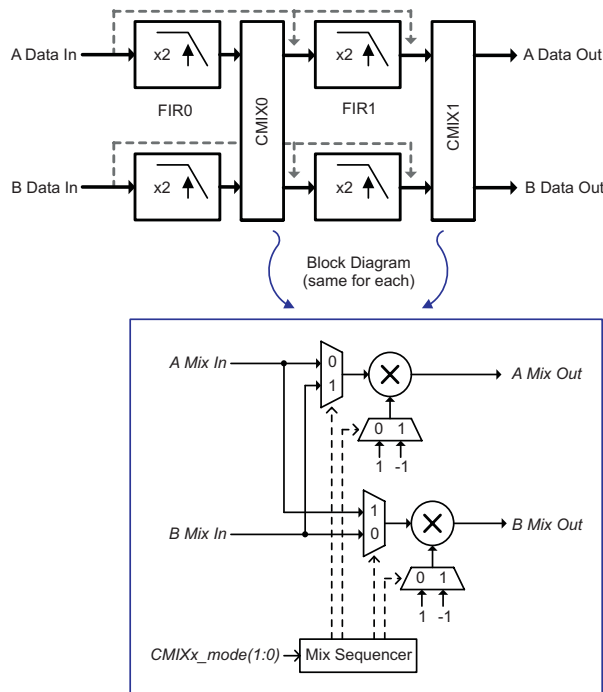 A Data In
x2
x2
A Data Out
FIR0
CMIX0
FIR1
CMIX1
B Data In
x2
x2
B Data Out
Block Diagram
(same for each)
A Mix In
0
1
A Mix Out
0 1
1 -1
B Mix In
1
0
B Mix Out
0 1
1 -1
CMIXx_mode(1:0)
Mix Sequencer